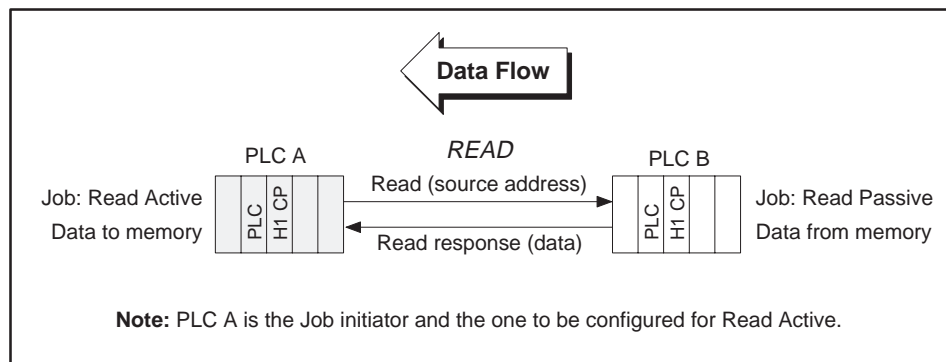 Data Flow
READ
PLC A
PLC B
Job: Read Active
Data to memory
PLC
H1 CP
Read (source address)
Read response (data)
PLC
H1 CP
Job: Read Passive
Data from memory
Note: PLC A is the Job initiator and the one to be configured for Read Active.